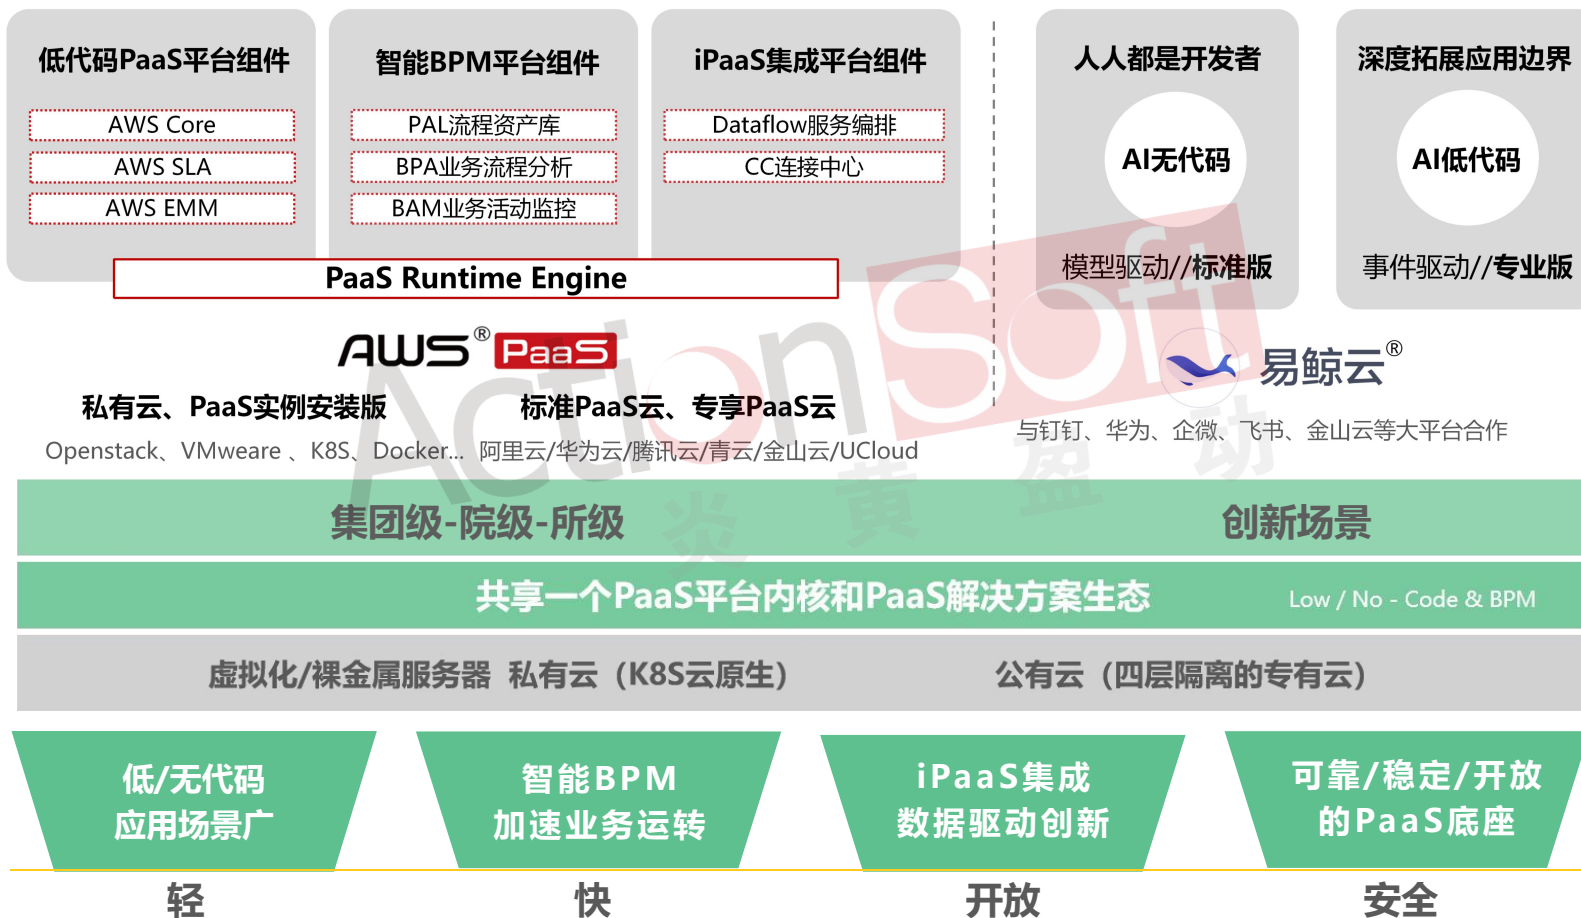 低代码PaaS平台组件
AWS Core
AWS SLA
AWS EMM
智能BPM平台组件
PAL流程资产库
BPA业务流程分析
BAM业务活动监控
iPaaS集成平台组件
Dataflow服务编排
CC连接中心
PaaS Runtime Engine
AWS® PaaS
私有云、PaaS实例安装版
标准PaaS云、专享PaaS云
Openstack、VMweare 、K8S、Docker...
阿里云/华为云/腾讯云/青云/金山云/UCloud
人人都是开发者
AI无代码
模型驱动//标准版
深度拓展应用边界
AI低代码
事件驱动//专业版
易鲸云®
与钉钉、华为、企微、飞书、金山云等大平台合作
ActionSoft
炎黄盈动
集团级-院级-所级
创新场景
共享一个PaaS平台内核和PaaS解决方案生态
Low / No - Code & BPM
虚拟化/裸金属服务器 私有云（K8S云原生）
公有云（四层隔离的专有云）
低/无代码
应用场景广
智能BPM
加速业务运转
iPaaS集成
数据驱动创新
可靠/稳定/开放
的PaaS底座
轻
快
开放
安全